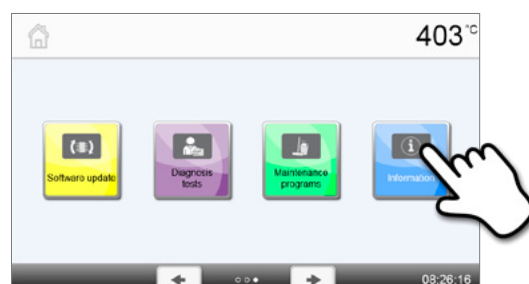 403°C
Software update
Diagnosis
tests
Maintenance
programs
Information
08:26:16